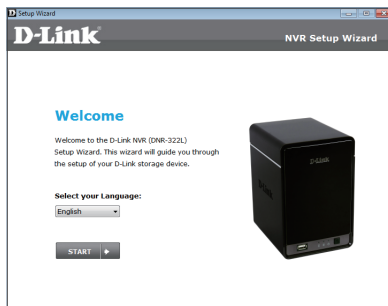 Setup Wizard
D-Link
NVR Setup Wizard
Welcome
Welcome to the D-Link NVR (DNR-322L)
Setup Wizard. This wizard will guide you through
the setup of your D-Link storage device.
Select your Language:
English
START
D-Link
D-Link